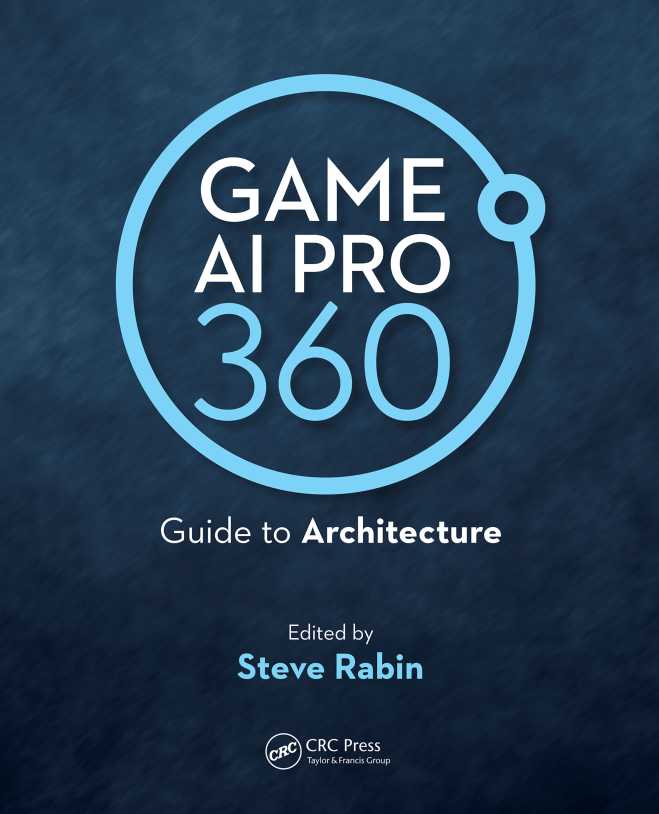 GAME
AI PRO
360
Guide to Architecture
Edited by
Steve Rabin
CRC
CRC Press
Taylor & Francis Group